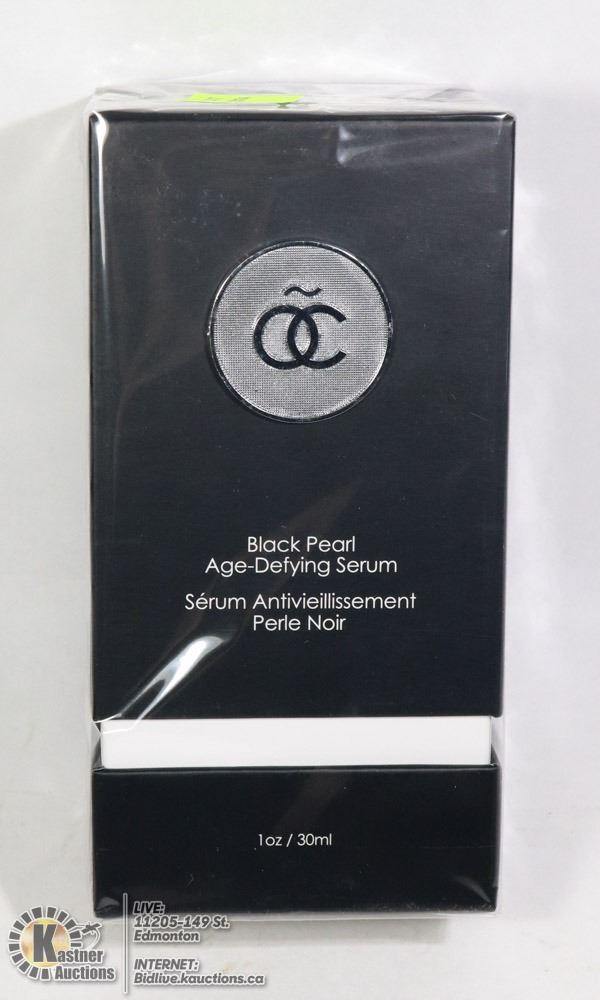 ÕC
Black Pearl
Age-Defying Serum
Sérum Antivieillissement
Perle Noir
1oz / 30ml
Kastner
Auctions
LIVE:
11205-149 St.
Edmonton
INTERNET:
Bidlive.kauctions.ca